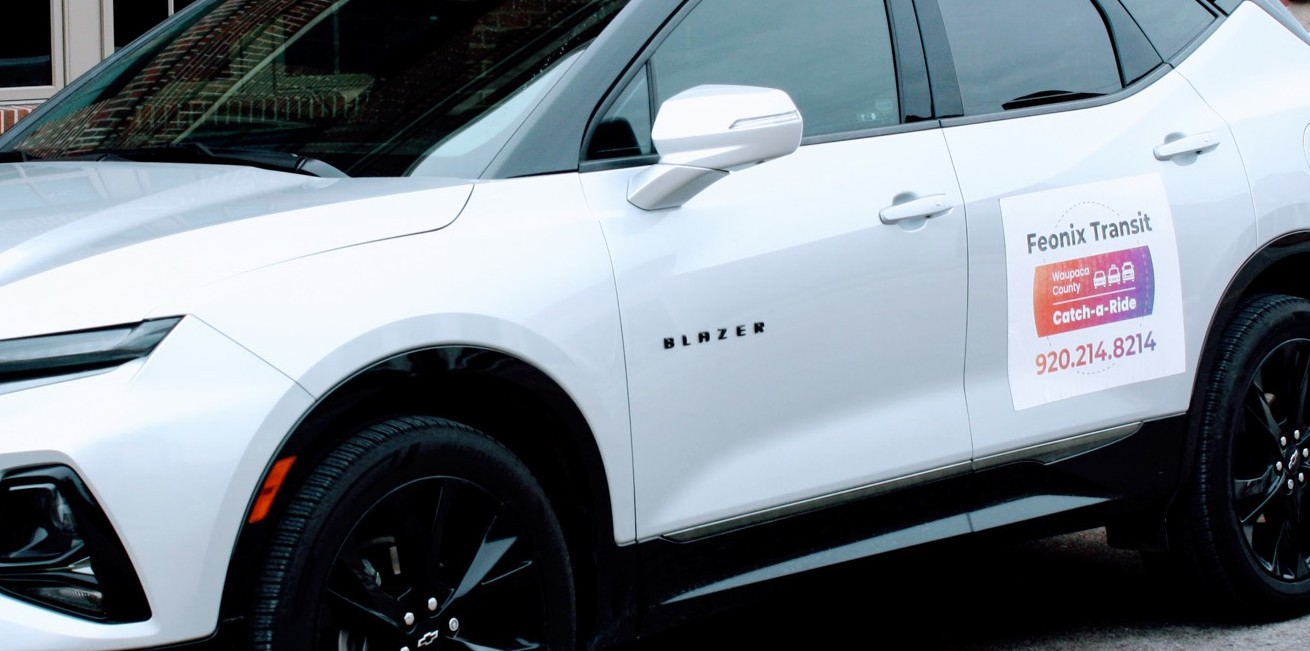 BLAZER
Feonix Transit
Waupaca
County
Catch-a-Ride
920.214.8214